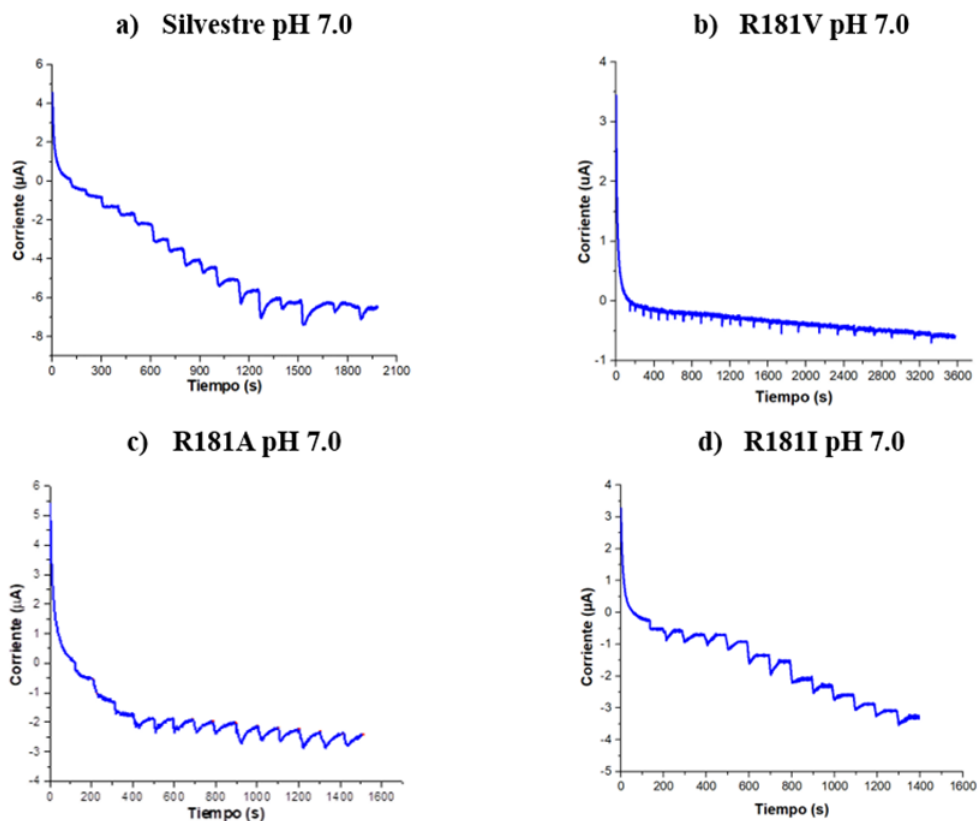 a) Silvestre pH 7.0
6
4
2
0
-2
-4
-6
-8
Corriente (µA)
0 300 600 900 1200 1500 1800 2100
Tiempo (s)
b) R181V pH 7.0
4
3
2
1
0
-1
Corriente (uA)
0 400 800 1200 1600 2000 2400 2800 3200 3600
Tiempo (s)
c) R181A pH 7.0
6
5
4
3
2
1
0
-1
-2
-3
-4
Corriente (µA)
0 200 400 600 800 1000 1200 1400 1600
Tiempo (s)
d) R181I pH 7.0
4
3
2
1
0
-1
-2
-3
-4
-5
Corriente (µA)
0 200 400 600 800 1000 1200 1400 1600
Tiempo (s)